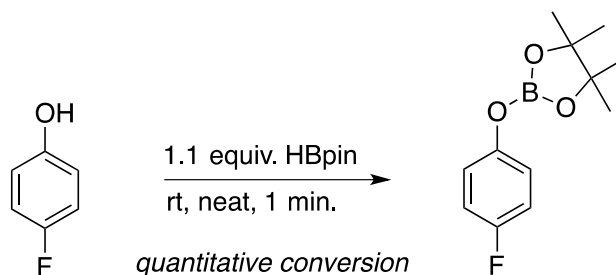 OH
F
1.1 equiv. HBpin
rt, neat, 1 min.
quantitative conversion
O
B
O
O
F